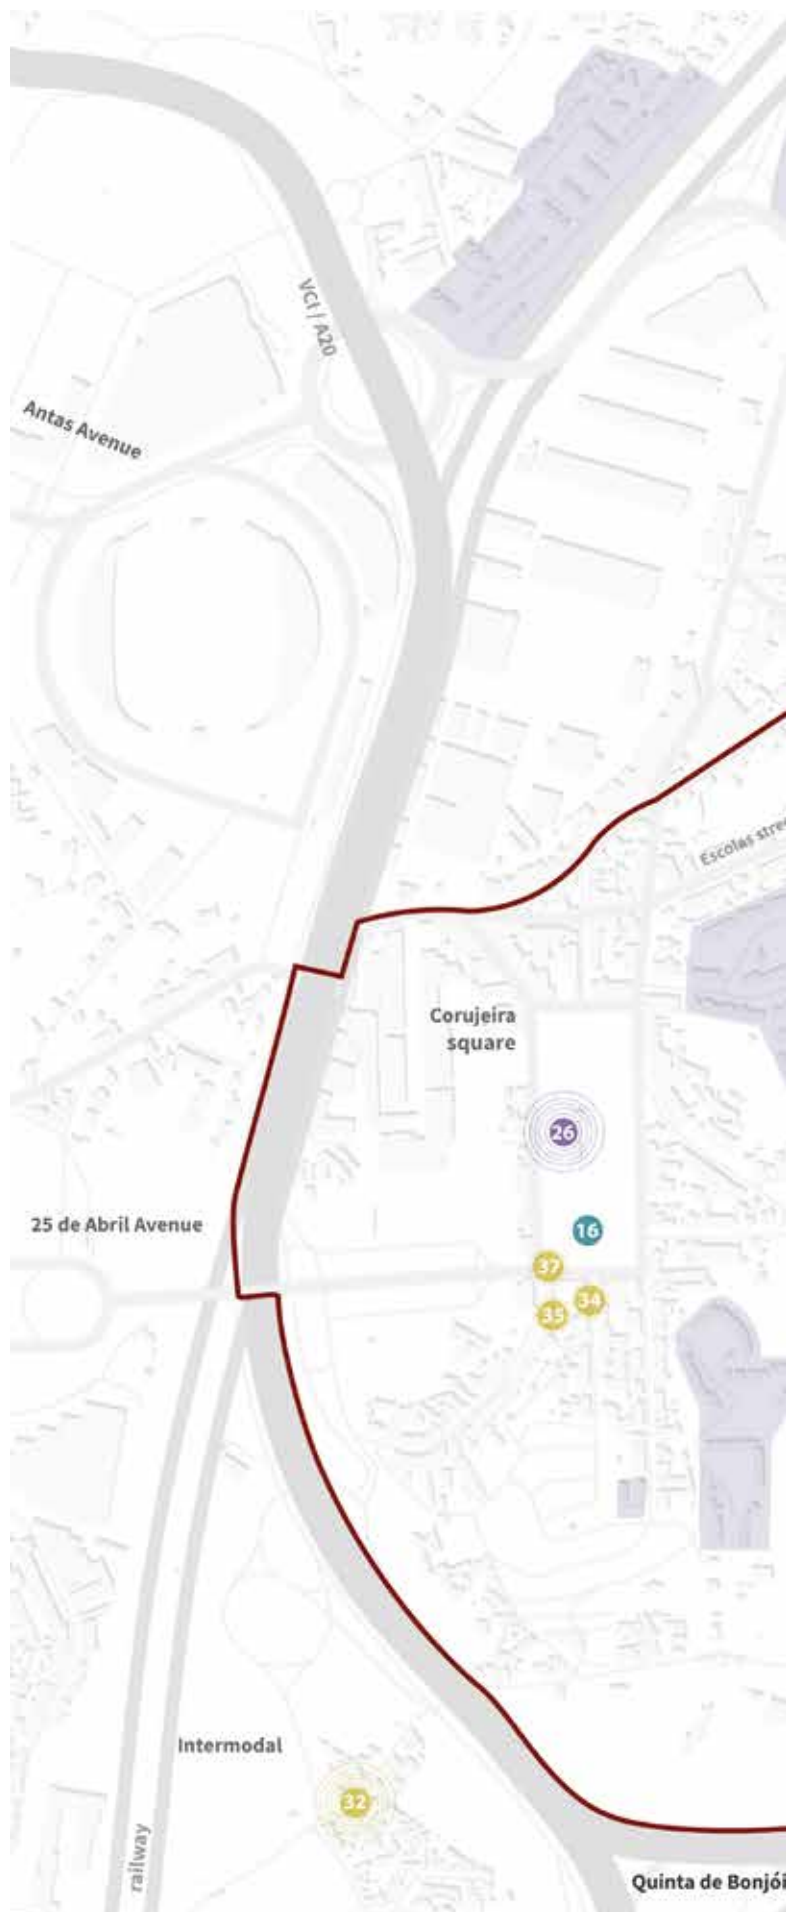 VCI / A20
Antas Avenue
Escolas stre
Corujeira
square
26
25 de Abril Avenue
16
37
34
35
Intermodal
32
railway
Quinta de Bonjói